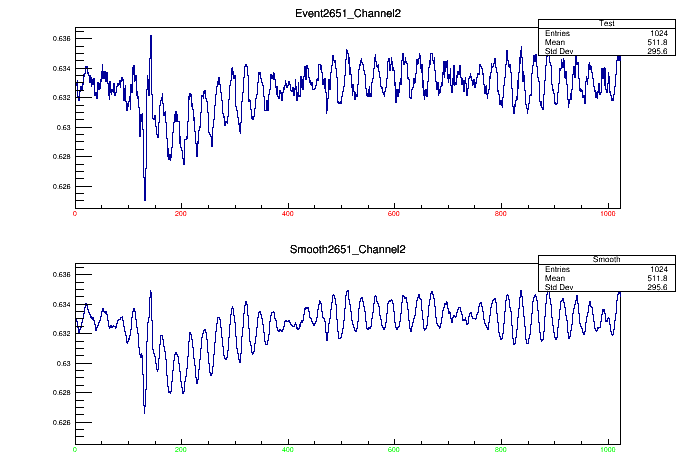 Event2651_Channel2
Test
Entries 1024
Mean 511.8
Std Dev 295.6
0.636
0.634
0.632
0.63
0.628
0.626
0 200 400 600 800 1000
Smooth2651_Channel2
Smooth
Entries 1024
Mean 511.8
Std Dev 295.6
0.636
0.634
0.632
0.63
0.628
0.626
0 200 400 600 800 1000